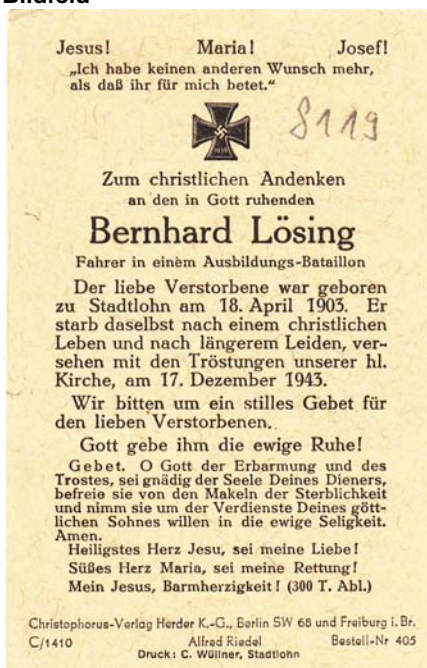 Bildfeld
Jesus! Maria! Josef!
„Ich habe keinen anderen Wunsch mehr,
als daß ihr für mich betet.“
8119
1939
Zum christlichen Andenken
an den in Gott ruhenden
Bernhard Lösing
Fahrer in einem Ausbildungs-Bataillon
Der liebe Verstorbene war geboren
zu Stadtlohn am 18. April 1903. Er
starb daselbst nach einem christlichen
Leben und nach längerem Leiden, ver-
sehen mit den Tröstungen unserer hl.
Kirche, am 17. Dezember 1943.
Wir bitten um ein stilles Gebet für
den lieben Verstorbenen.
Gott gebe ihm die ewige Ruhe!
Gebet. O Gott der Erbarmung und des
Trostes, sei gnädig der Seele Deines Dieners,
befreie sie von den Makeln der Sterblichkeit
und nimm sie um der Verdienste Deines gött-
lichen Sohnes willen in die ewige Seligkeit.
Amen.
Heiligstes Herz Jesu, sei meine Liebe!
Süßes Herz Maria, sei meine Rettung!
Mein Jesus, Barmherzigkeit! (300 T. Abl.)
Christophorus-Verlag Herder K.-G., Berlin SW 68 und Freiburg i. Br.
C/1410 Alfred Riedel Bestell-Nr 405
Druck: C. Wüllner, Stadtlohn